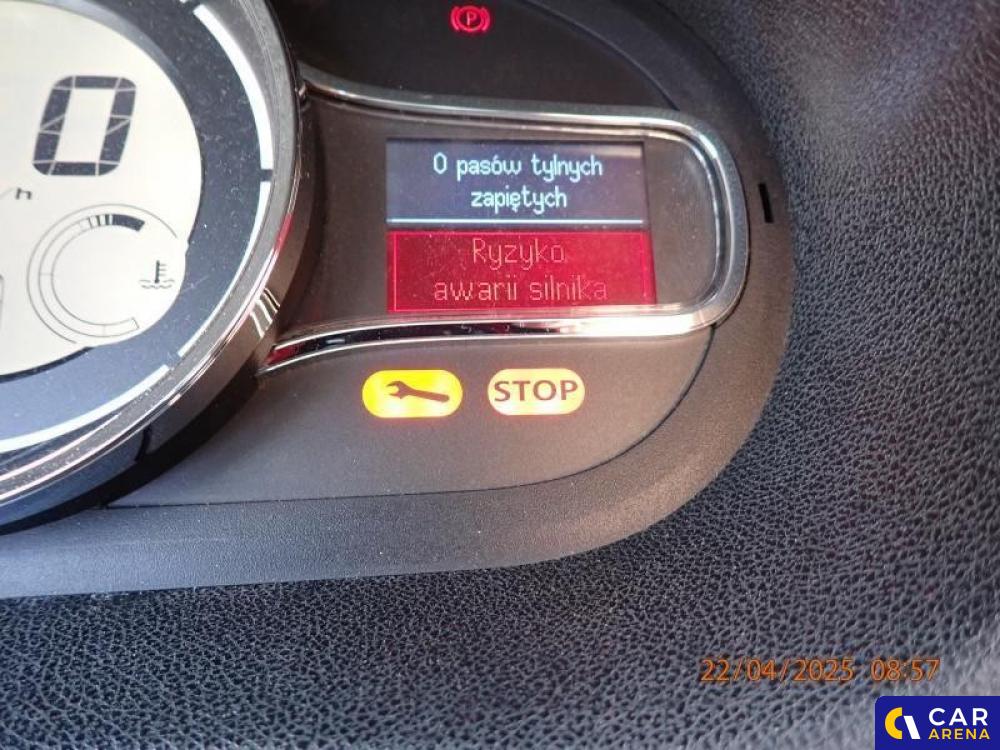 P
0
/h
0 pasów tylnych
zapiętych
Ryzyko
awarii silnika
STOP
22/04/2025 08:57
CAR
ARENA